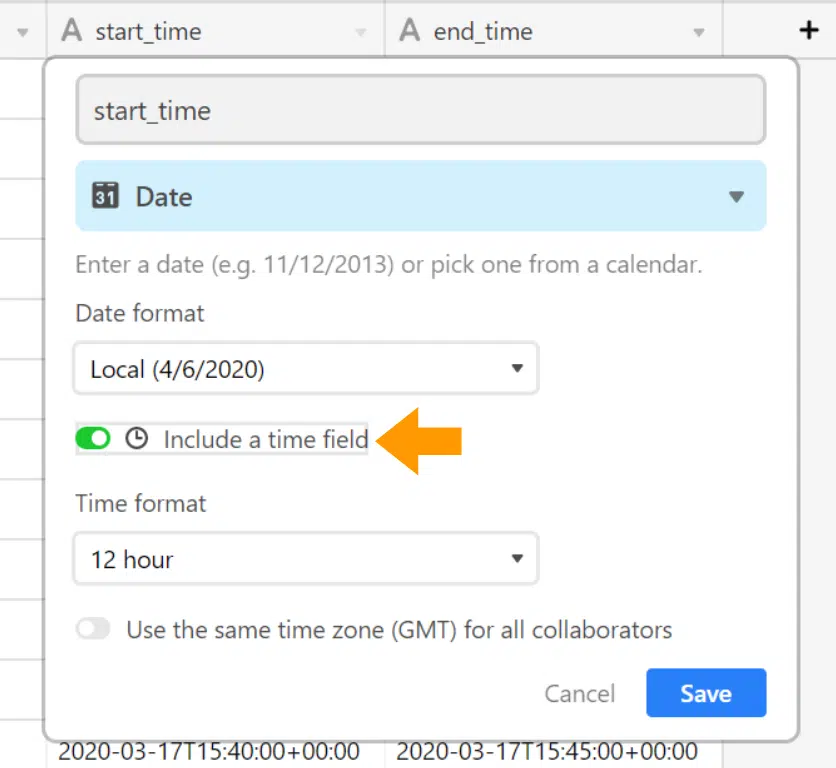 A start_time A end_time +
start_time
31 Date
Enter a date (e.g. 11/12/2013) or pick one from a calendar.
Date format
Local (4/6/2020)
Include a time field
Time format
12 hour
Use the same time zone (GMT) for all collaborators
Cancel Save
2020-03-17T15:40:00+00:00 2020-03-17T15:45:00+00:00